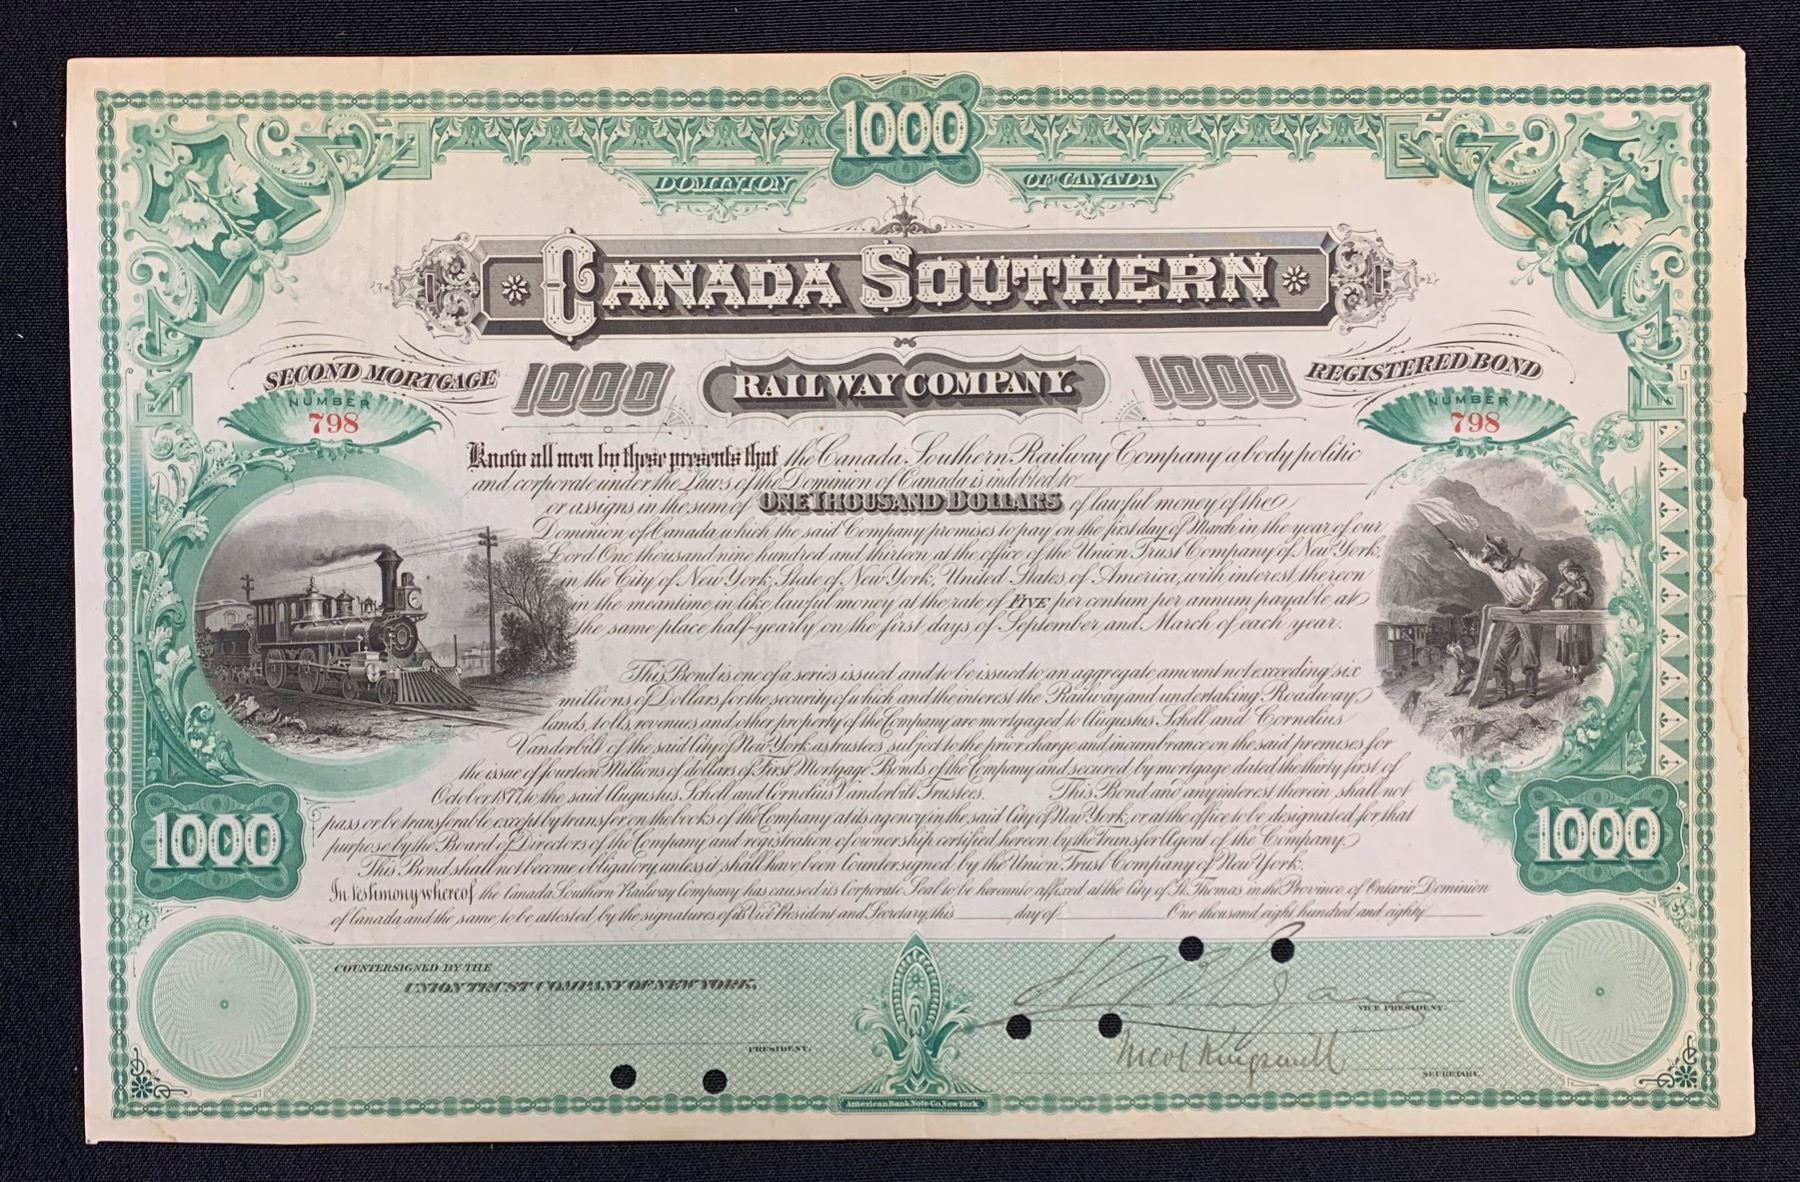 1000
DOMINION OF CANADA
CANADA SOUTHERN
SECOND MORTGAGE 1000 RAILWAY COMPANY. 1000 REGISTERED BOND
NUMBER 798
NUMBER 798
Know all men by these presents that the Canada Southern Railway Company a body politic
and corporate under the Laws of the Dominion of Canada is indebted to
or assigns in the sum of ONE THOUSAND DOLLARS of lawful money of the
Dominion of Canada which the said Company promises to pay on the first day of March in the year of our
Lord One thousand nine hundred and thirteen at the office of the Union Trust Company of New York,
in the City of New York, State of New York, United States of America, with interest thereon
in the meantime in like lawful money at the rate of FIVE per centum per annum payable at
the same place half-yearly on the first days of September and March of each year.
This Bond is one of a series issued and to be issued to an aggregate amount not exceeding six
millions of Dollars for the security of which and the interest the Railway and undertaking Roadway,
lands, tolls, revenues and other property of the Company are mortgaged to Augustus Schell and Cornelius
Vanderbilt of the said City of New York as trustees subject to the prior charge and incumbrance on the said premises for
the issue of fourteen Millions of dollars of First Mortgage Bonds of the Company and secured by mortgage dated the thirty first of
October 1877, to the said Augustus Schell and Cornelius Vanderbilt Trustees. This Bond and any interest therein shall not
pass or be transferable except by transfer on the books of the Company at its agency in the said City of New York, or at the office to be designated for that
purpose by the Board of Directors of the Company and registration of ownership certified hereon by the Transfer Agent of the Company.
This Bond shall not become obligatory unless it shall have been Countersigned by the Union Trust Company of New York.
In testimony whereof the Canada Southern Railway Company has caused its Corporate Seal to be hereunto affixed at the City of St. Thomas in the Province of Ontario Dominion
of Canada and the same to be attested by the signatures of its Vice President and Secretary this day of One thousand eight hundred and eighty
1000
1000
COUNTERSIGNED BY THE
UNION TRUST COMPANY OF NEW YORK,
PRESIDENT.
VICE PRESIDENT.
Nicol Kingsmill
SECRETARY.
American Bank Note Co. New York.